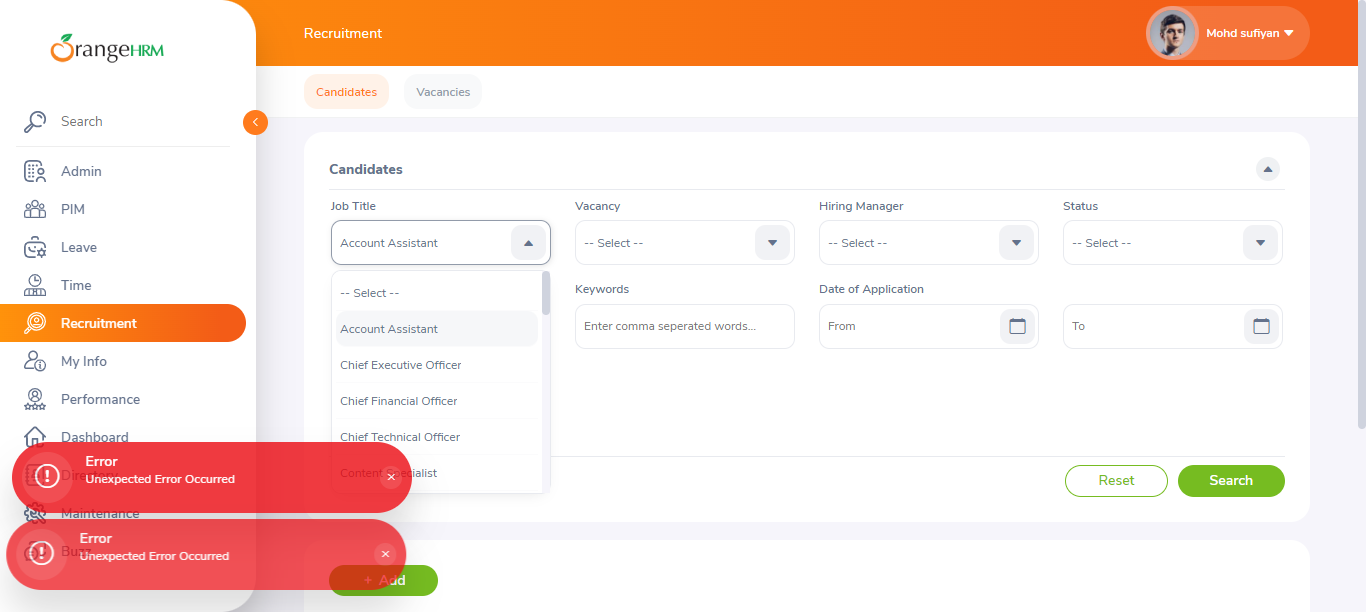 OrangeHRM
Search
Admin
PIM
Leave
Time
Recruitment
My Info
Performance
Dashboard
Directory
Maintenance
Buzz
Error
Unexpected Error Occurred
Error
Unexpected Error Occurred
Recruitment
Mohd sufiyan
Candidates
Vacancies
Candidates
Job Title
Vacancy
Hiring Manager
Status
Account Assistant
-- Select --
-- Select --
-- Select --
-- Select --
Account Assistant
Chief Executive Officer
Chief Financial Officer
Chief Technical Officer
Content Specialist
Keywords
Date of Application
Enter comma seperated words...
From
To
Reset
Search
+ Add